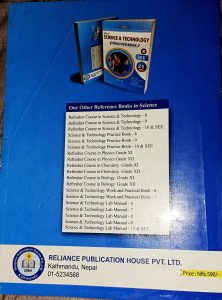 SCIENCE & TECHNOLOGY
Our Other Reference Books in Science
Refresher Course in Science & Technology - 8
Refresher Course in Science & Technology - 9
Refresher Course in Science & Technology - 10 & SEE
Science & Technology Practice Book - 8
Science & Technology Practice Book - 9
Science & Technology Practice Book - 10 & SEE
Refresher Course in Physics Grade XI
Refresher Course in Physics Grade XII
Refresher Course in Chemistry Grade XI
Refresher Course in Chemistry Grade XII
Refresher Course in Biology Grade XI
Refresher Course in Biology Grade XII
Science & Technology Work and Practice Book - 6
Science & Technology Work and Practice Book - 7
Science & Technology Lab Manual - 6
Science & Technology Lab Manual - 7
Science & Technology Lab Manual - 8
Science & Technology Lab Manual - 9
Science & Technology Lab Manual - 10 & SEE
RELIANCE PUBLICATION HOUSE PVT. LTD.
Kathmandu, Nepal
01-5234568
Price : NRs 598/-